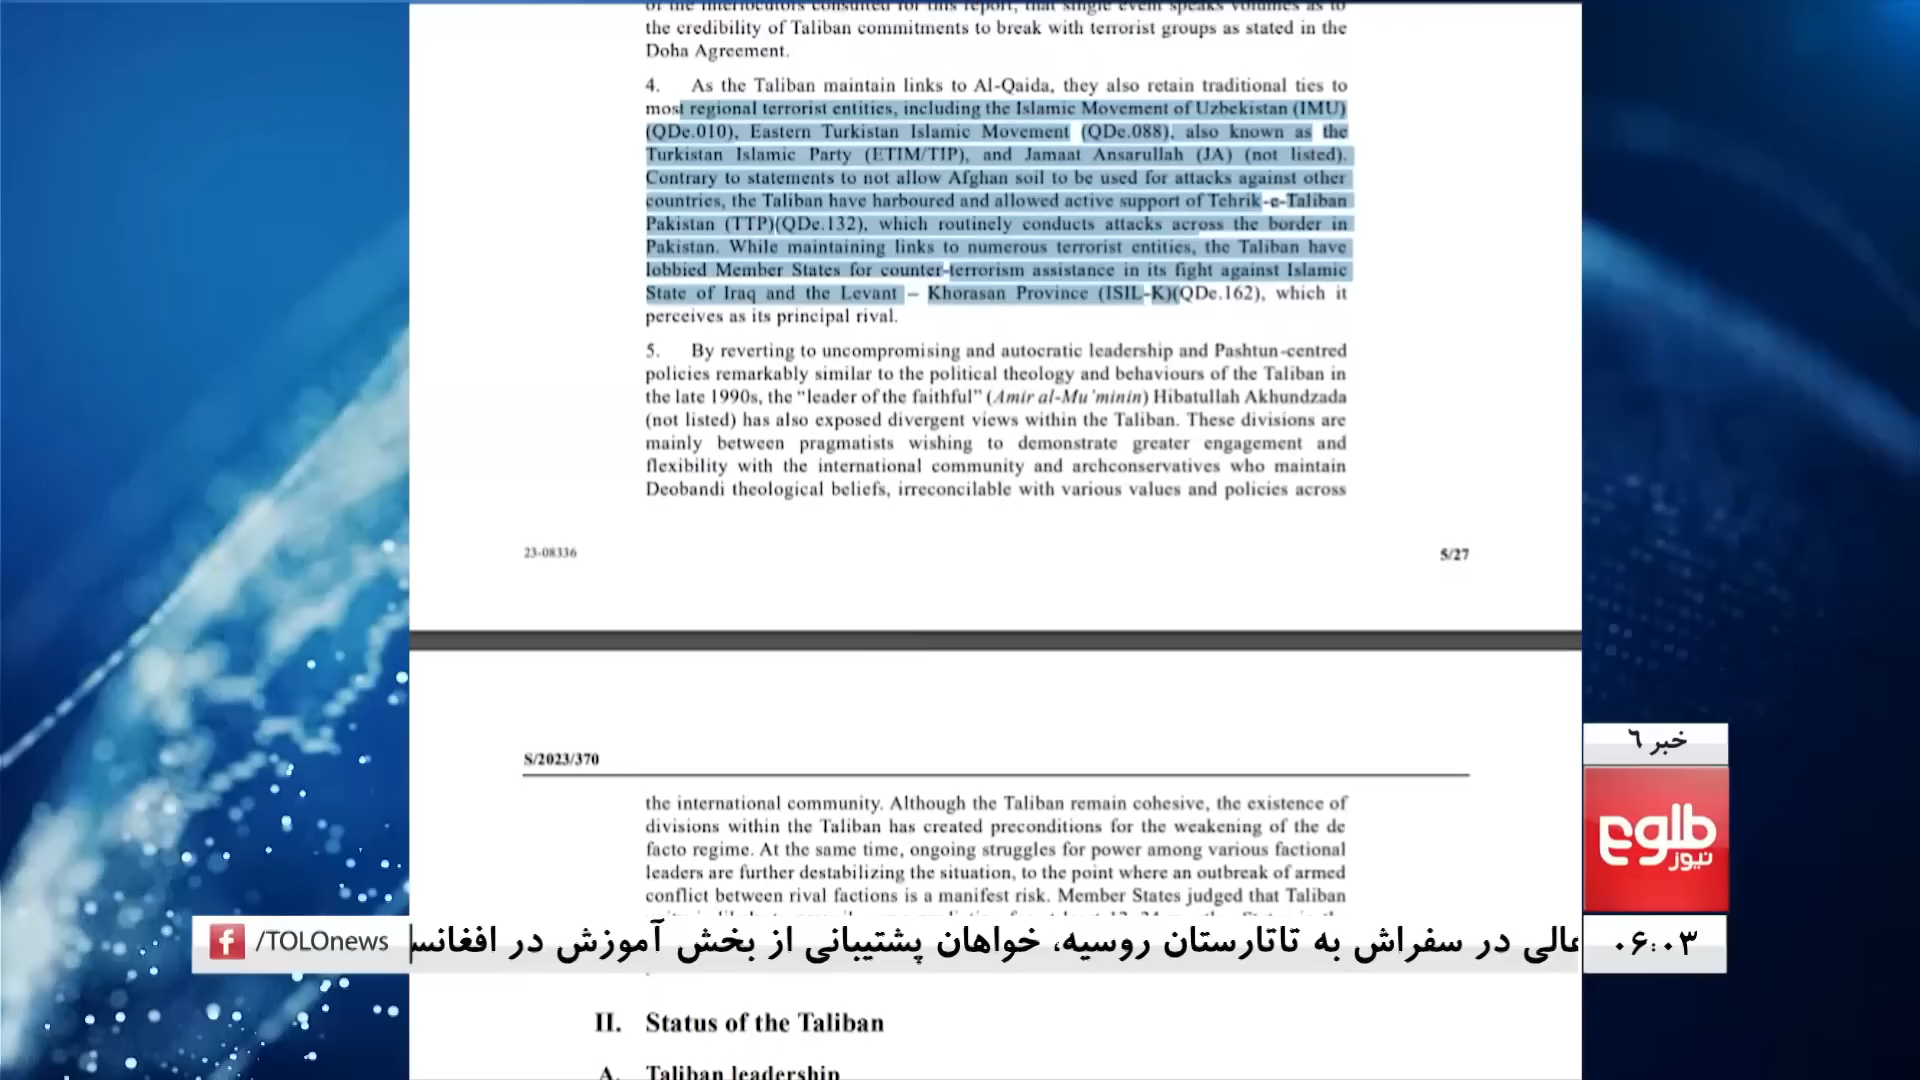 of the interlocutors consulted for this report, that single event speaks volumes as to
the credibility of Taliban commitments to break with terrorist groups as stated in the
Doha Agreement.
4. As the Taliban maintain links to Al-Qaida, they also retain traditional ties to
most regional terrorist entities, including the Islamic Movement of Uzbekistan (IMU)
(QDe.010), Eastern Turkistan Islamic Movement (QDe.088), also known as the
Turkistan Islamic Party (ETIM/TIP), and Jamaat Ansarullah (JA) (not listed).
Contrary to statements to not allow Afghan soil to be used for attacks against other
countries, the Taliban have harboured and allowed active support of Tehrik-e-Taliban
Pakistan (TTP)(QDe.132), which routinely conducts attacks across the border in
Pakistan. While maintaining links to numerous terrorist entities, the Taliban have
lobbied Member States for counter-terrorism assistance in its fight against Islamic
State of Iraq and the Levant – Khorasan Province (ISIL-K)(QDe.162), which it
perceives as its principal rival.
5. By reverting to uncompromising and autocratic leadership and Pashtun-centred
policies remarkably similar to the political theology and behaviours of the Taliban in
the late 1990s, the “leader of the faithful” (Amir al-Mu’minin) Hibatullah Akhundzada
(not listed) has also exposed divergent views within the Taliban. These divisions are
mainly between pragmatists wishing to demonstrate greater engagement and
flexibility with the international community and archconservatives who maintain
Deobandi theological beliefs, irreconcilable with various values and policies across
23-08336
5/27
S/2023/370
the international community. Although the Taliban remain cohesive, the existence of
divisions within the Taliban has created preconditions for the weakening of the de
facto regime. At the same time, ongoing struggles for power among various factional
leaders are further destabilizing the situation, to the point where an outbreak of armed
conflict between rival factions is a manifest risk. Member States judged that Taliban
خبر ٦
طلوع
نیوز
/TOLOnews
عالی در سفراش به تاتارستان روسیه، خواهان پشتیبانی از بخش آموزش در افغانس
۰۶:۰۳
II. Status of the Taliban
A. Taliban leadership